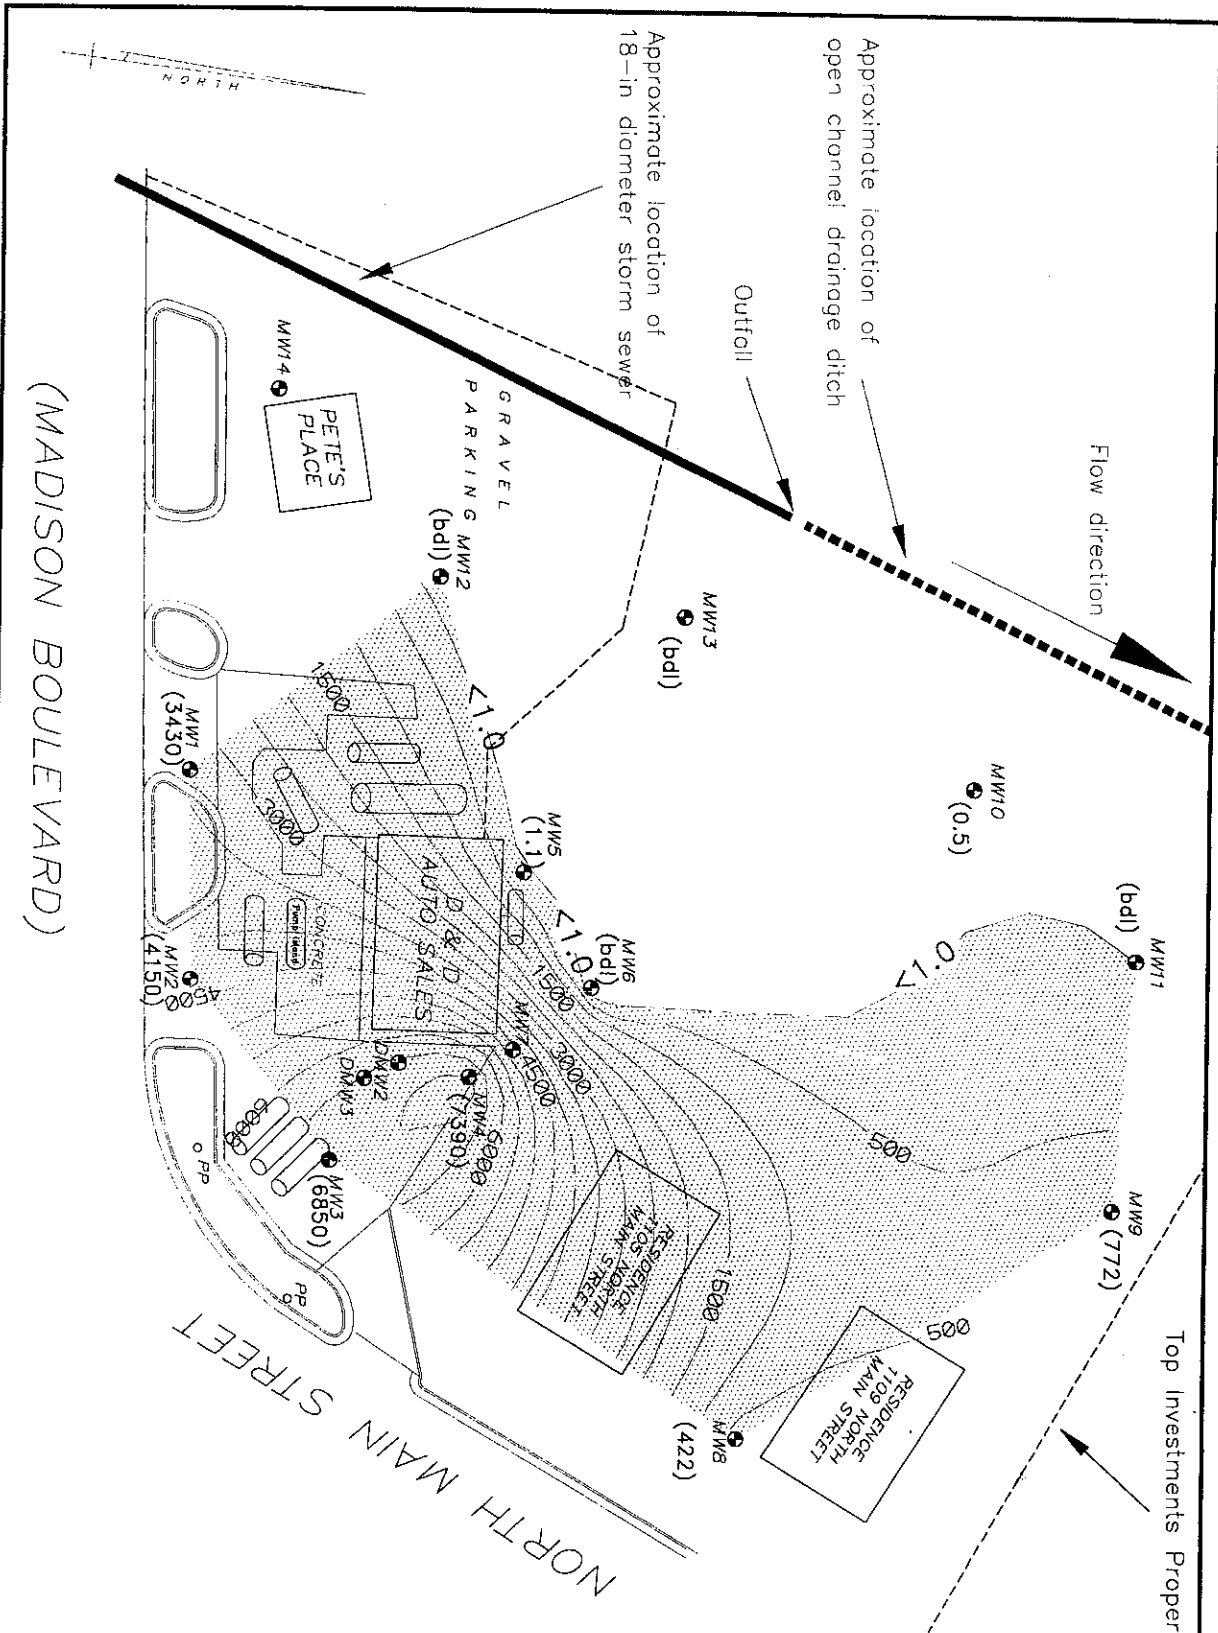 Top Investments Proper
Flow direction
Approximate location of
open channel drainage ditch
Outfall
Approximate location of
18-in diameter storm sewer
NORTH
MW11
(bdl)
MW9
(772)
MW10
(0.5)
<1.0
500
500
RESIDENCE
1109 NORTH
MAIN STREET
MW8
(422)
1500
MW13
(bdl)
RESIDENCE
1105 NORTH
MAIN STREET
MW6
(bdl)
<1.0
1500
3000
4500
6000
MW5
(1.1)
MW7
MW4
(7390)
GRAVEL
PARKING
MW12
(bdl)
<1.0
D & D
AUTO SALES
DMW2
DMW3
MW3
(6850)
1500
3000
CONCRETE
Pump Island
6000
MW14
PETE'S
PLACE
MW1
(3430)
MW2
(4150)
4500
PP
PP
NORTH MAIN STREET
(MADISON BOULEVARD)